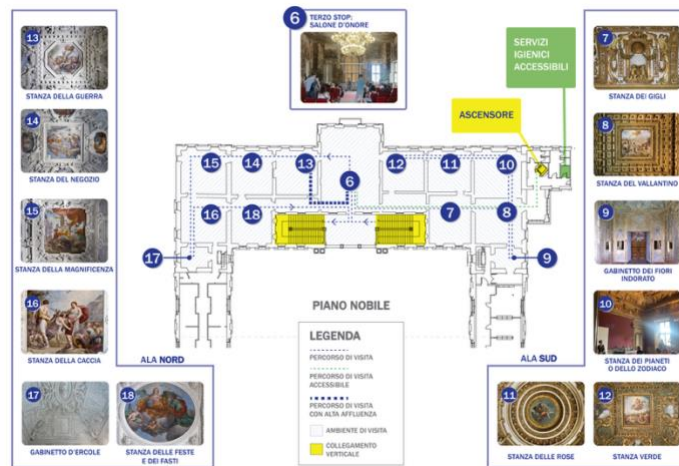 6
TERZO STOP:
SALONE D'ONORE
SERVIZI
IGIENICI
ACCESSIBILI
ASCENSORE
13
STANZA DELLA GUERRA
14
STANZA DEL NEGOZIO
15
STANZA DELLA MAGNIFICENZA
16
STANZA DELLA CACCIA
17
GABINETTO D'ERCOLE
18
STANZA DELLE FESTE
E DEI FASTI
ALA NORD
15
14
13
12
11
10
6
16
18
7
8
17
9
PIANO NOBILE
LEGENDA
PERCORSO DI VISITA
PERCORSO DI VISITA
ACCESSIBILE
PERCORSO DI VISITA
CON ALTA AFFLUENZA
AMBIENTE DI VISITA
COLLEGAMENTO
VERTICALE
ALA SUD
7
STANZA DEI GIGLI
8
STANZA DEL VALLANTINO
9
GABINETTO DEI FIORI
INDORATO
10
STANZA DEI PIANETI
O DELLO ZODIACO
11
STANZA DELLE ROSE
12
STANZA VERDE